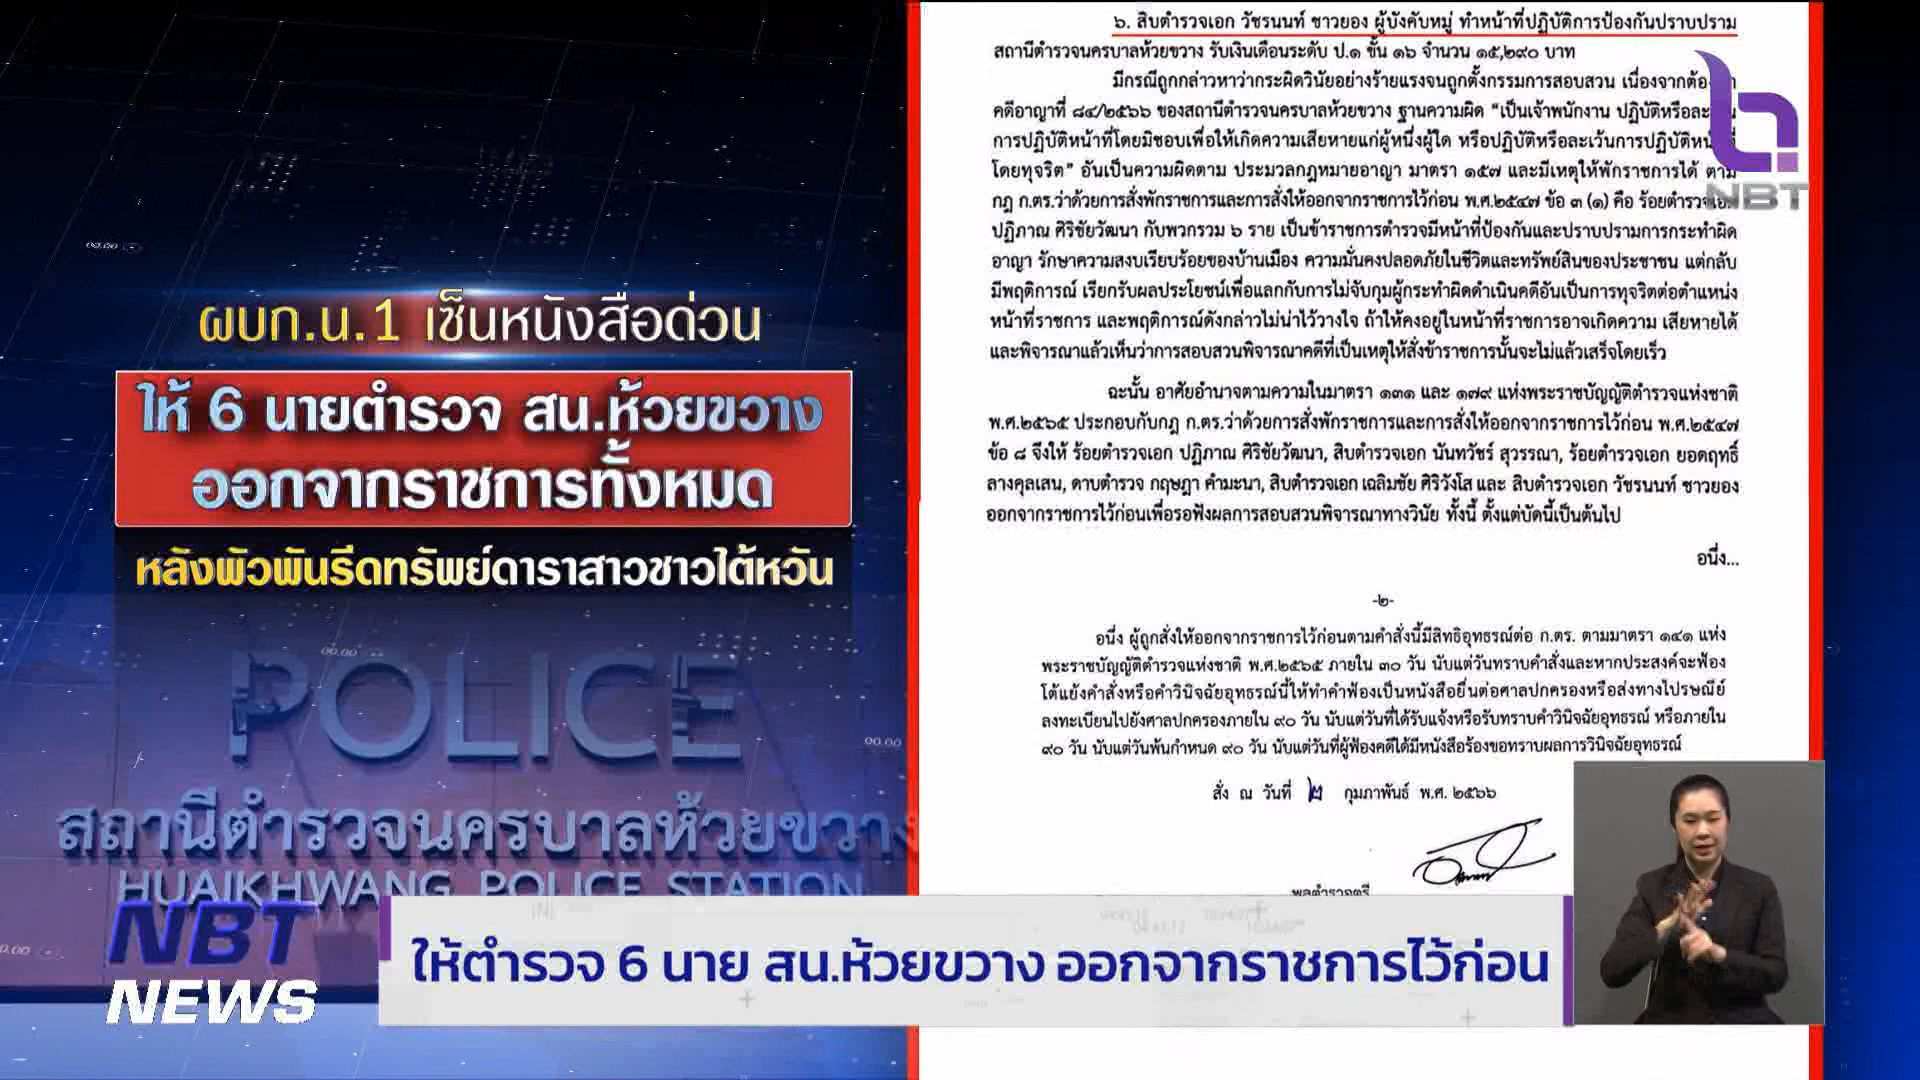 ผบก.น.1 เซ็นหนังสือด่วน
ให้ 6 นายตำรวจ สน.ห้วยขวาง
ออกจากราชการทั้งหมด
หลังพัวพันรีดทรัพย์ดาราสาวชาวไต้หวัน
POLICE
สถานีตำรวจนครบาลห้วยขวาง
HUAIKHWANG POLICE STATION
๖. สิบตำรวจเอก วัชรนนท์ ชาวยอง ผู้บังคับหมู่ ทำหน้าที่ปฏิบัติการป้องกันปราบปราม
สถานีตำรวจนครบาลห้วยขวาง รับเงินเดือนระดับ ป.๑ ขั้น ๑๖ จำนวน ๑๕,๒๙๐ บาท
มีกรณีถูกกล่าวหาว่ากระผิดวินัยอย่างร้ายแรงจนถูกตั้งกรรมการสอบสวน เนื่องจากต้อง
คดีอาญาที่ ๘๔/๒๕๖๖ ของสถานีตำรวจนครบาลห้วยขวาง ฐานความผิด “เป็นเจ้าพนักงาน ปฏิบัติหรือละ
การปฏิบัติหน้าที่โดยมิชอบเพื่อให้เกิดความเสียหายแก่ผู้หนึ่งผู้ใด หรือปฏิบัติหรือละเว้นการปฏิบัติ
โดยทุจริต” อันเป็นความผิดตาม ประมวลกฎหมายอาญา มาตรา ๑๕๗ และมีเหตุให้พักราชการได้ ตาม
กฎ ก.ตร.ว่าด้วยการสั่งพักราชการและการสั่งให้ออกจากราชการไว้ก่อน พ.ศ.๒๕๔๗ ข้อ ๓ (๑) คือ ร้อยตำรวจเอก
ปฏิภาณ ศิริชัยวัฒนา กับพวกรวม ๖ ราย เป็นข้าราชการตำรวจมีหน้าที่ป้องกันและปราบปรามการกระทำผิด
อาญา รักษาความสงบเรียบร้อยของบ้านเมือง ความมั่นคงปลอดภัยในชีวิตและทรัพย์สินของประชาชน แต่กลับ
มีพฤติการณ์ เรียกรับผลประโยชน์เพื่อแลกกับการไม่จับกุมผู้กระทำผิดดำเนินคดีอันเป็นการทุจริตต่อตำแหน่ง
หน้าที่ราชการ และพฤติการณ์ดังกล่าวไม่น่าไว้วางใจ ถ้าให้คงอยู่ในหน้าที่ราชการอาจเกิดความ เสียหายได้
และพิจารณาแล้วเห็นว่าการสอบสวนพิจารณาคดีที่เป็นเหตุให้สั่งข้าราชการนั้นจะไม่แล้วเสร็จโดยเร็ว
ฉะนั้น อาศัยอำนาจตามความในมาตรา ๑๓๑ และ ๑๗๙ แห่งพระราชบัญญัติตำรวจแห่งชาติ
พ.ศ.๒๕๖๕ ประกอบกับกฎ ก.ตร.ว่าด้วยการสั่งพักราชการและการสั่งให้ออกจากราชการไว้ก่อน พ.ศ.๒๕๔๗
ข้อ ๘ จึงให้ ร้อยตำรวจเอก ปฏิภาณ ศิริชัยวัฒนา, สิบตำรวจเอก นันทวัชร์ สุวรรณา, ร้อยตำรวจเอก ยอดฤทธิ์
ลางคุลเสน, ดาบตำรวจ กฤษฎา คำมะนา, สิบตำรวจเอก เฉลิมชัย ศิริวังโส และ สิบตำรวจเอก วัชรนนท์ ชาวยอง
ออกจากราชการไว้ก่อนเพื่อรอฟังผลการสอบสวนพิจารณาทางวินัย ทั้งนี้ ตั้งแต่บัดนี้เป็นต้นไป
อนึ่ง...
-๒-
อนึ่ง ผู้ถูกสั่งให้ออกจากราชการไว้ก่อนตามคำสั่งนี้มีสิทธิอุทธรณ์ต่อ ก.ตร. ตามมาตรา ๑๔๑ แห่ง
พระราชบัญญัติตำรวจแห่งชาติ พ.ศ.๒๕๖๕ ภายใน ๓๐ วัน นับแต่วันทราบคำสั่งและหากประสงค์จะฟ้อง
โต้แย้งคำสั่งหรือคำวินิจฉัยอุทธรณ์นี้ให้ทำคำฟ้องเป็นหนังสือยื่นต่อศาลปกครองหรือส่งทางไปรษณีย์
ลงทะเบียนไปยังศาลปกครองภายใน ๙๐ วัน นับแต่วันที่ได้รับแจ้งหรือรับทราบคำวินิจฉัยอุทธรณ์ หรือภายใน
๙๐ วัน นับแต่วันพ้นกำหนด ๙๐ วัน นับแต่วันที่ผู้ฟ้องคดีได้มีหนังสือร้องขอทราบผลการวินิจฉัยอุทธรณ์
สั่ง ณ วันที่ ๒ กุมภาพันธ์ พ.ศ. ๒๕๖๖
พลตำรวจตรี
NBT
NBT
NEWS
ให้ตำรวจ 6 นาย สน.ห้วยขวาง ออกจากราชการไว้ก่อน